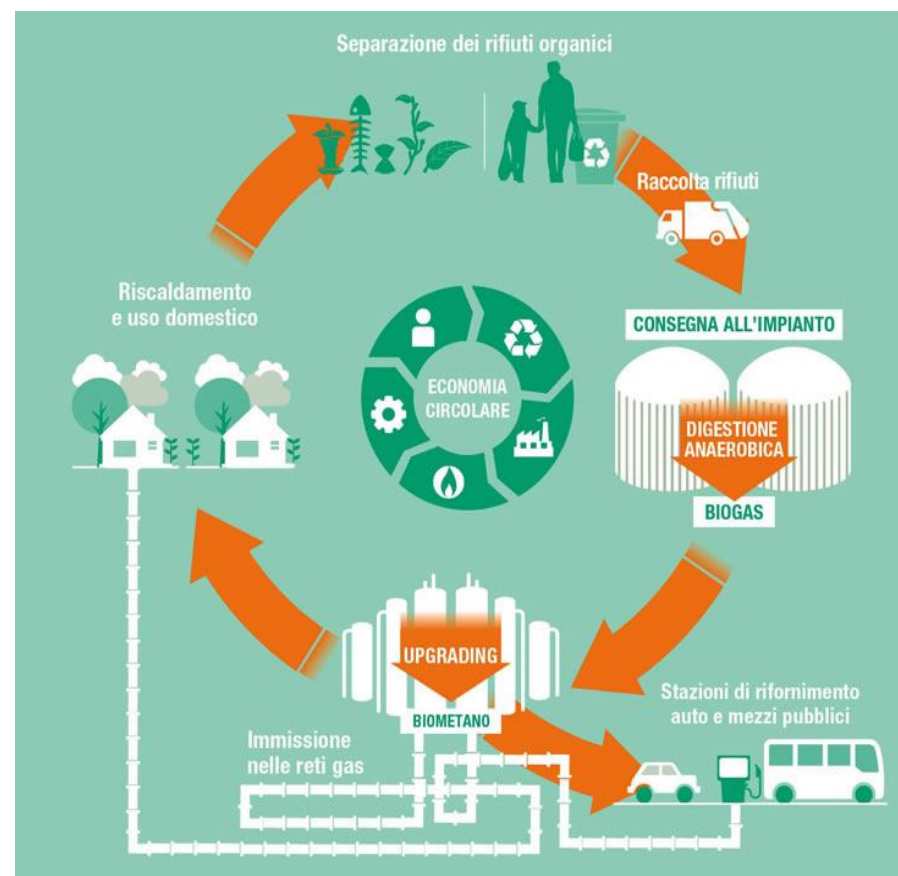 Separazione dei rifiuti organici
Raccolta rifiuti
CONSEGNA ALL'IMPIANTO
DIGESTIONE
ANAEROBICA
BIOGAS
Riscaldamento
e uso domestico
ECONOMIA
CIRCOLARE
UPGRADING
BIOMETANO
Stazioni di rifornimento
auto e mezzi pubblici
Immissione
nelle reti gas